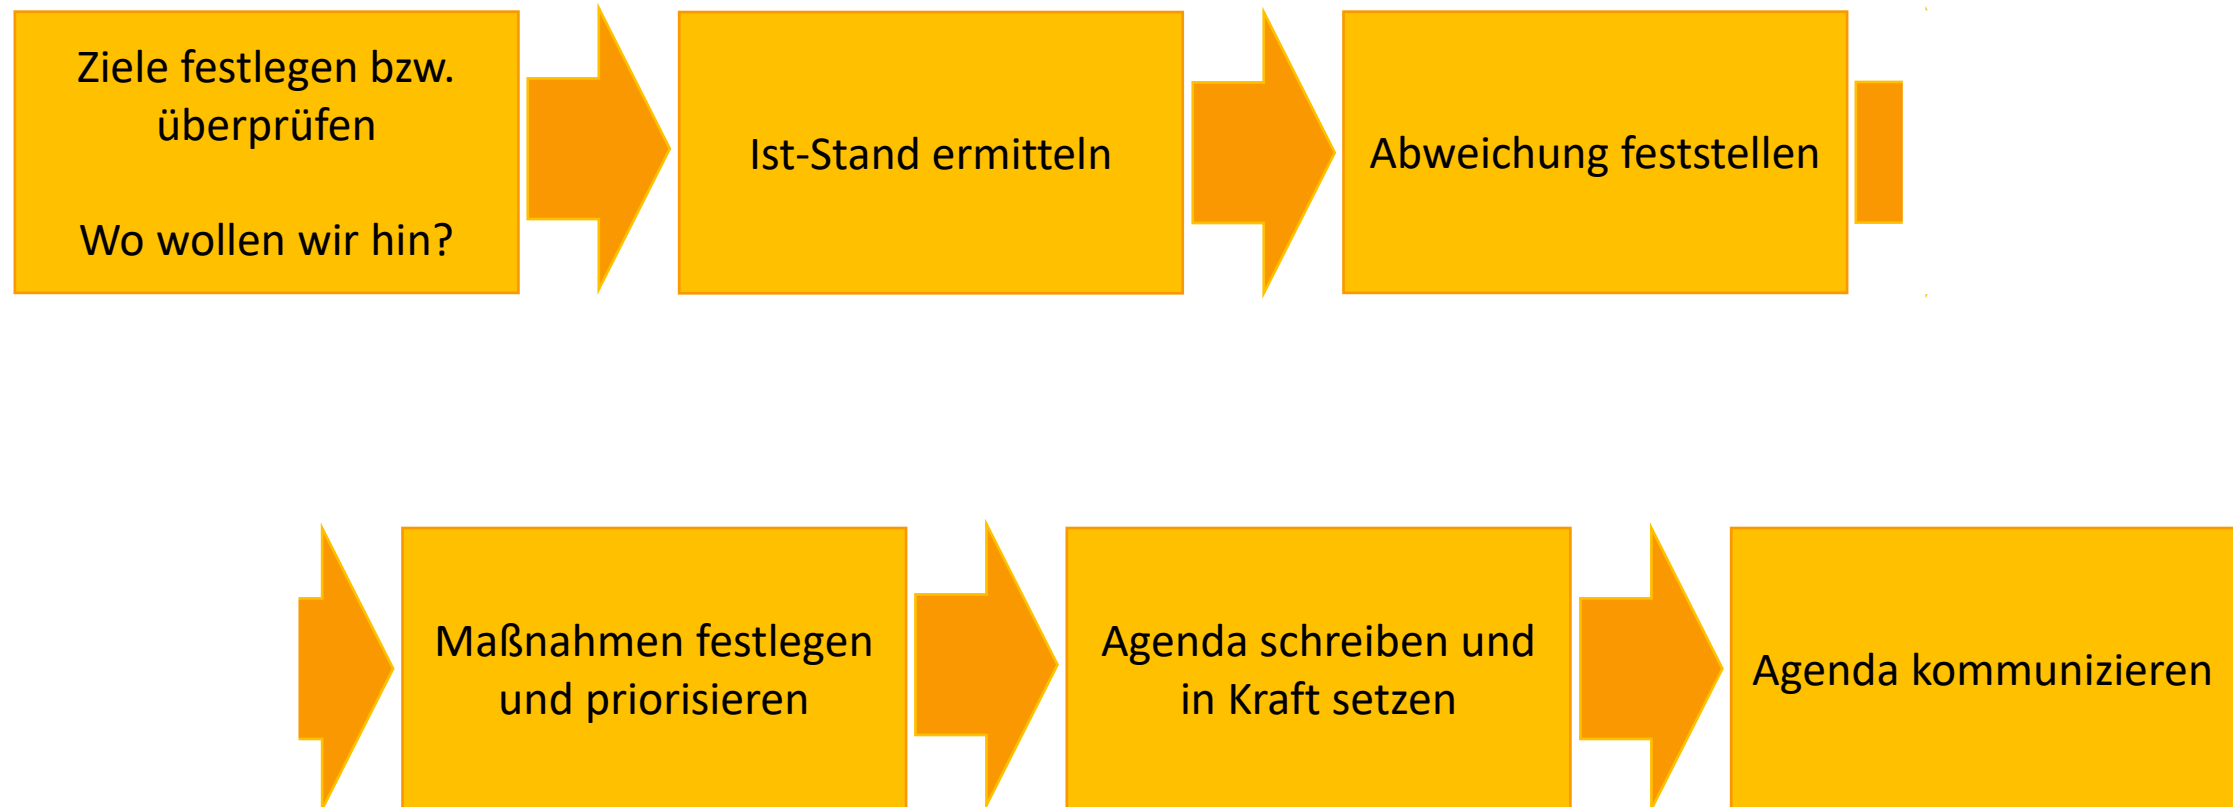 Ziele festlegen bzw.
überprüfen
Wo wollen wir hin?
Ist-Stand ermitteln
Abweichung feststellen
Maßnahmen festlegen
und priorisieren
Agenda schreiben und
in Kraft setzen
Agenda kommunizieren